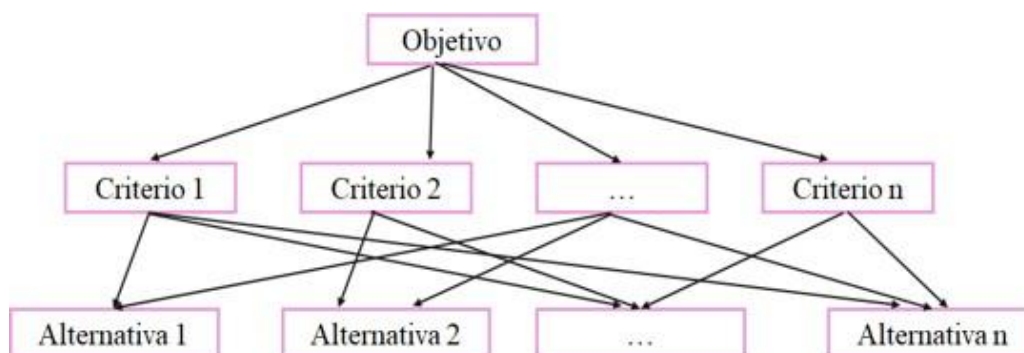 Objetivo
Criterio 1
Criterio 2
...
Criterio n
Alternativa 1
Alternativa 2
...
Alternativa n